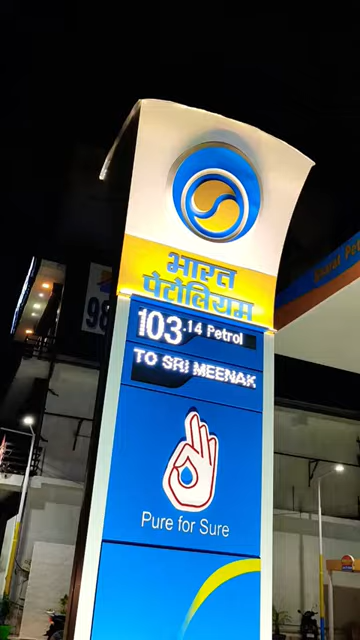 भारत
पेट्रोलियम
103.14 Petrol
TO SRI MEENAK
Pure for Sure
98